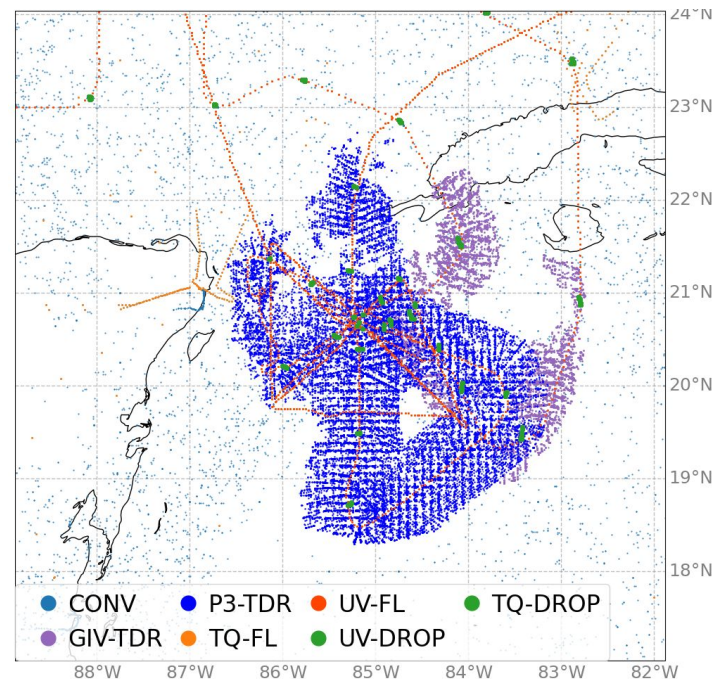 24°N
23°N
22°N
21°N
20°N
19°N
18°N
CONV P3-TDR UV-FL TQ-DROP
GIV-TDR TQ-FL UV-DROP
88°W 87°W 86°W 85°W 84°W 83°W 82°W